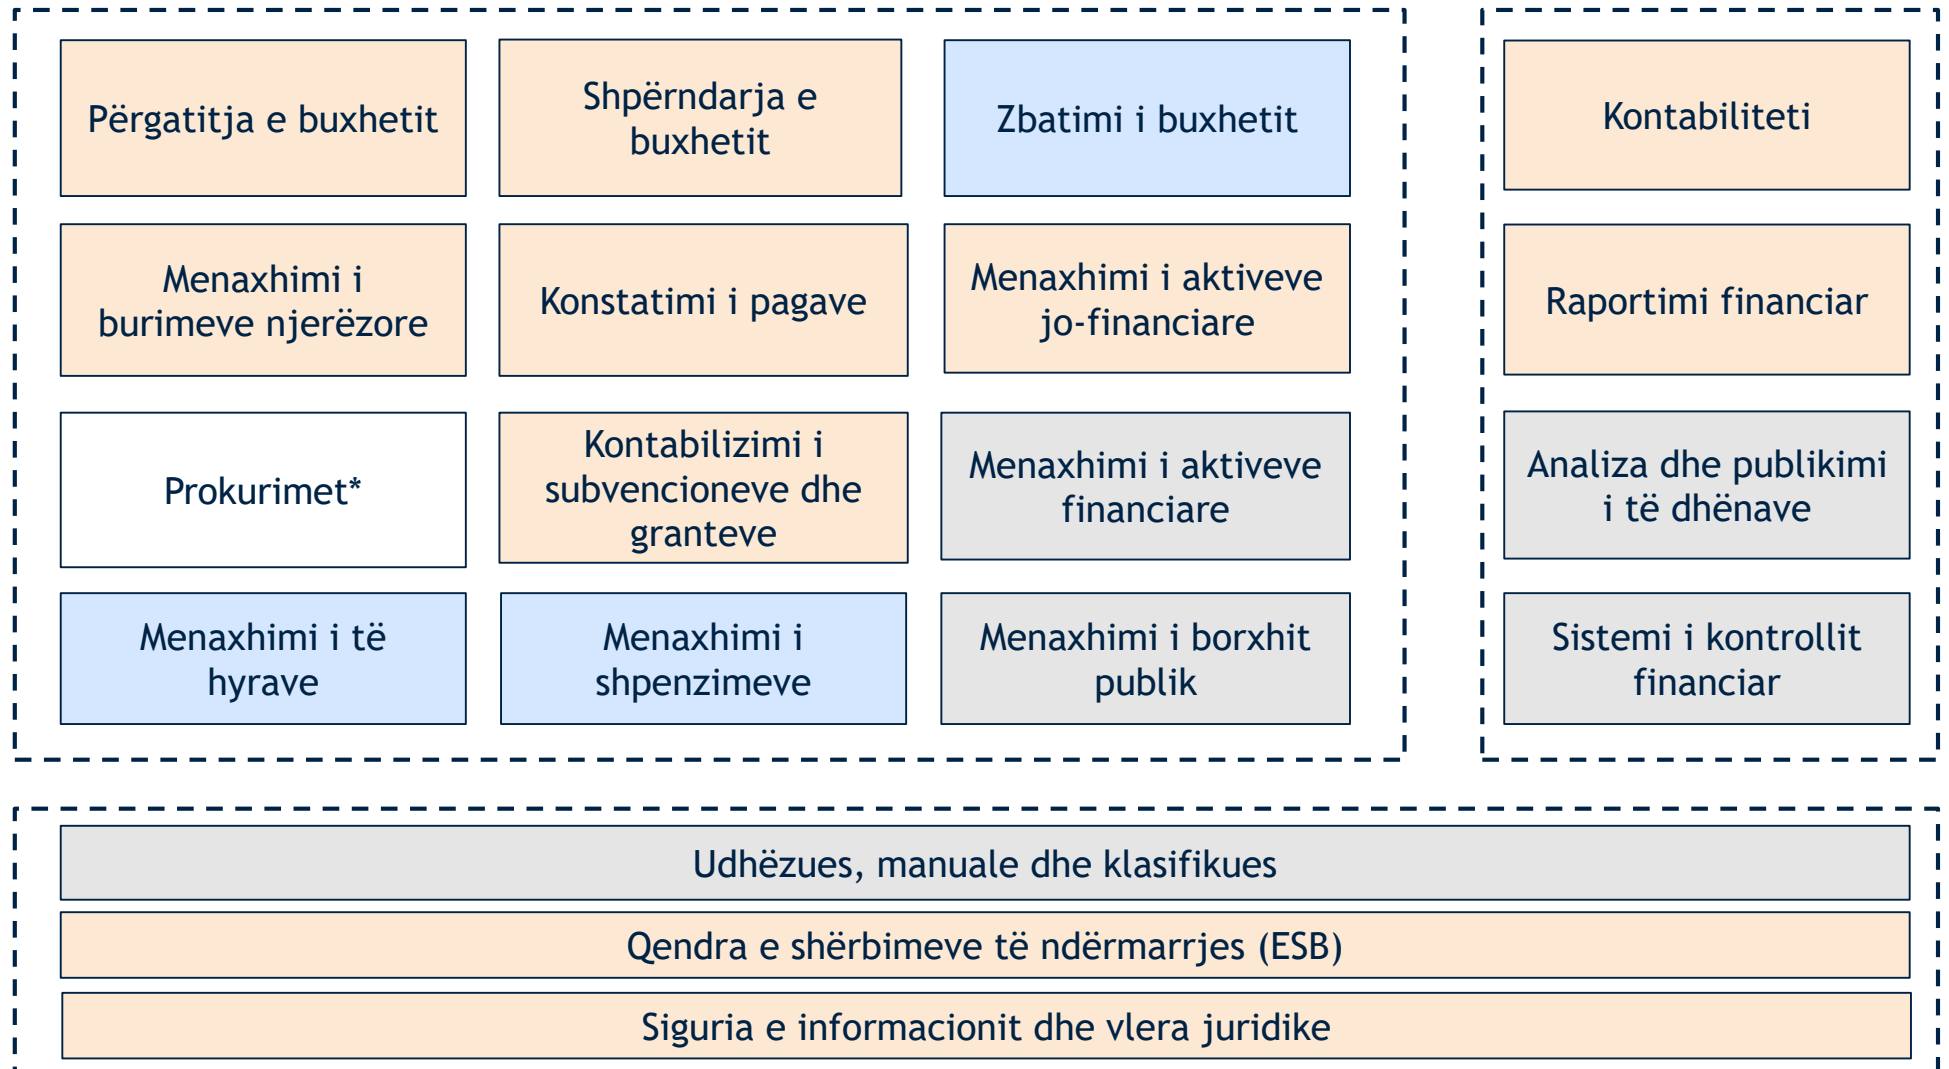 Përgatitja e buxhetit
Shpërndarja e
buxhetit
Zbatimi i buxhetit
Kontabiliteti
Menaxhimi i
burimeve njerëzore
Konstatimi i pagave
Menaxhimi i aktiveve
jo-financiare
Raportimi financiar
Prokurimet*
Kontabilizimi i
subvencioneve dhe
granteve
Menaxhimi i aktiveve
financiare
Analiza dhe publikimi
i të dhënave
Menaxhimi i të
hyrave
Menaxhimi i
shpenzimeve
Menaxhimi i borxhit
publik
Sistemi i kontrollit
financiar
Udhëzues, manuale dhe klasifikues
Qendra e shërbimeve të ndërmarrjes (ESB)
Siguria e informacionit dhe vlera juridike